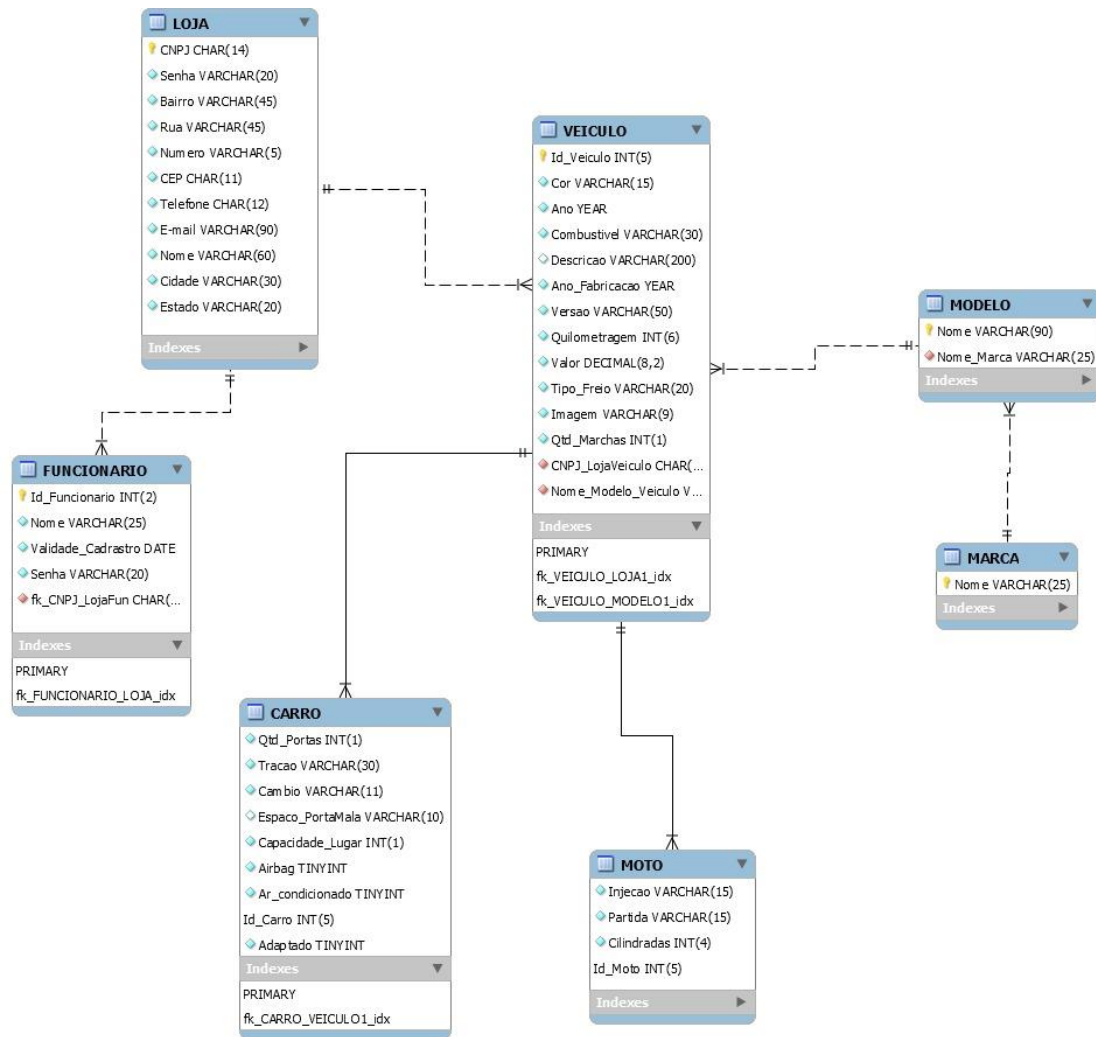 LOJA
CNPJ CHAR(14)
Senha VARCHAR(20)
Bairro VARCHAR(45)
Rua VARCHAR(45)
Numero VARCHAR(5)
CEP CHAR(11)
Telefone CHAR(12)
E-mail VARCHAR(90)
Nome VARCHAR(60)
Cidade VARCHAR(30)
Estado VARCHAR(20)
Indexes
VEICULO
Id_Veiculo INT(5)
Cor VARCHAR(15)
Ano YEAR
Combustivel VARCHAR(30)
Descricao VARCHAR(200)
Ano_Fabricacao YEAR
Versao VARCHAR(50)
Quilometragem INT(6)
Valor DECIMAL(8,2)
Tipo_Freio VARCHAR(20)
Imagem VARCHAR(9)
Qtd_Marchas INT(1)
CNPJ_LojaVeiculo CHAR(...
Nome_Modelo_Veiculo V...
Indexes
PRIMARY
fk_VEICULO_LOJA1_idx
fk_VEICULO_MODELO1_idx
MODELO
Nome VARCHAR(90)
Nome_Marca VARCHAR(25)
Indexes
FUNCIONARIO
Id_Funcionario INT(2)
Nome VARCHAR(25)
Validade_Cadrastro DATE
Senha VARCHAR(20)
fk_CNPJ_LojaFun CHAR(...
Indexes
PRIMARY
fk_FUNCIONARIO_LOJA_idx
MARCA
Nome VARCHAR(25)
Indexes
CARRO
Qtd_Portas INT(1)
Tracao VARCHAR(30)
Cambio VARCHAR(11)
Espaco_PortaMala VARCHAR(10)
Capacidade_Lugar INT(1)
Airbag TINYINT
Ar_condicionado TINYINT
Id_Carro INT(5)
Adaptado TINYINT
Indexes
PRIMARY
fk_CARRO_VEICULO1_idx
MOTO
Injecao VARCHAR(15)
Partida VARCHAR(15)
Cilindradas INT(4)
Id_Moto INT(5)
Indexes